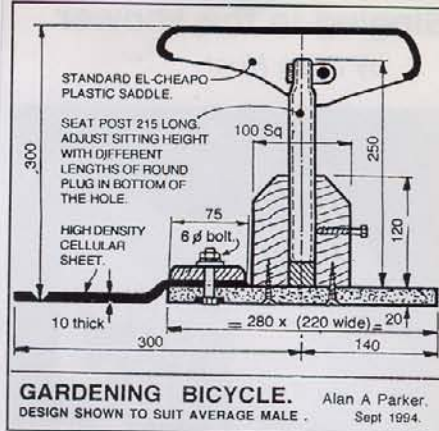 STANDARD EL-CHEAPO
PLASTIC SADDLE.
SEAT POST 215 LONG.
ADJUST SITTING HEIGHT
WITH DIFFERENT
LENGTHS OF ROUND
PLUG IN BOTTOM OF
THE HOLE.
100 Sq
300
250
120
75
6 ø bolt.
HIGH DENSITY
CELLULAR
SHEET.
10 thick
= 280 x (220 wide) =
20
300
140
GARDENING BICYCLE.
DESIGN SHOWN TO SUIT AVERAGE MALE .
Alan A Parker.
Sept 1994.